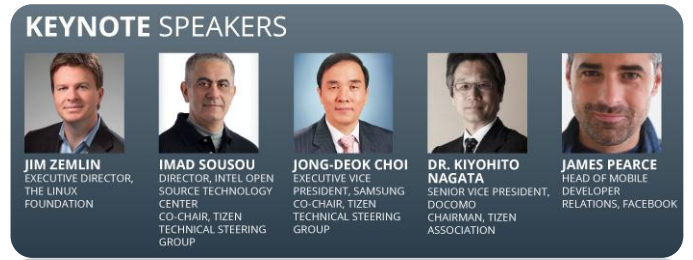 KEYNOTE SPEAKERS
JIM ZEMLIN
EXECUTIVE DIRECTOR,
THE LINUX
FOUNDATION
IMAD SOUSOU
DIRECTOR, INTEL OPEN
SOURCE TECHNOLOGY
CENTER
CO-CHAIR, TIZEN
TECHNICAL STEERING
GROUP
JONG-DEOK CHOI
EXECUTIVE VICE
PRESIDENT, SAMSUNG
CO-CHAIR, TIZEN
TECHNICAL STEERING
GROUP
DR. KIYOHITO
NAGATA
SENIOR VICE PRESIDENT,
DOCOMO
CHAIRMAN, TIZEN
ASSOCIATION
JAMES PEARCE
HEAD OF MOBILE
DEVELOPER
RELATIONS, FACEBOOK